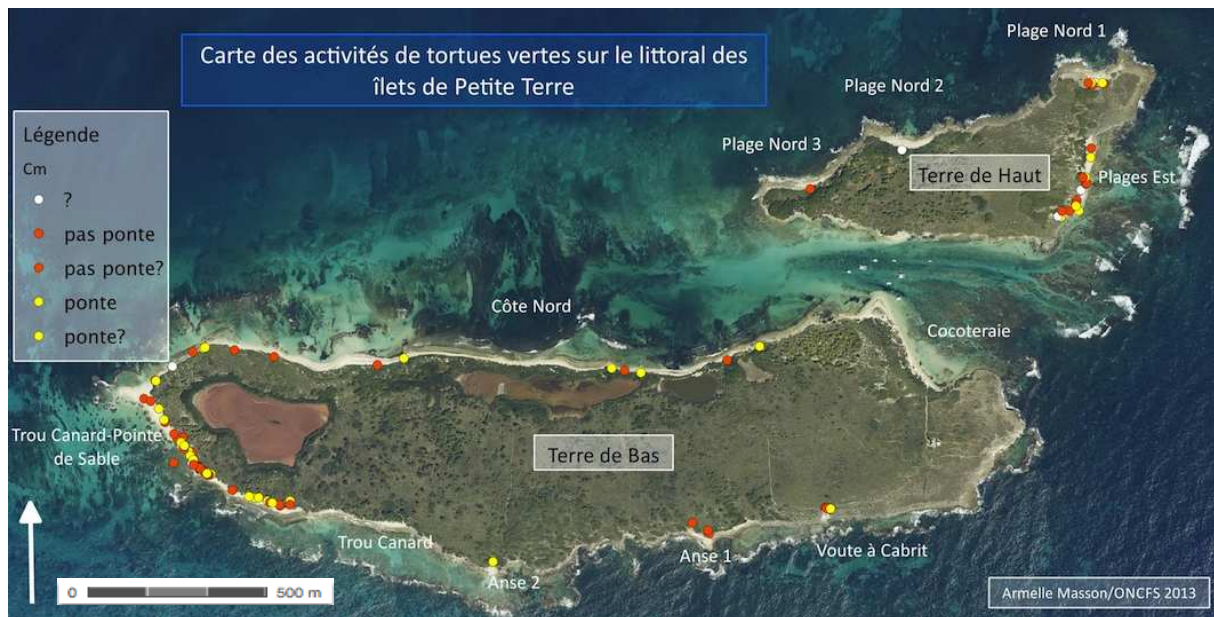 Carte des activités de tortues vertes sur le littoral des
îlets de Petite Terre
Plage Nord 1
Plage Nord 2
Plage Nord 3
Terre de Haut
Plages Est
Légende
Cm
?
pas ponte
pas ponte?
ponte
ponte?
Côte Nord
Cocoteraie
Trou Canard-Pointe
de Sable
Terre de Bas
Trou Canard
Anse 2
Anse 1
Voute à Cabrit
0 500 m
Armelle Masson/ONCFS 2013